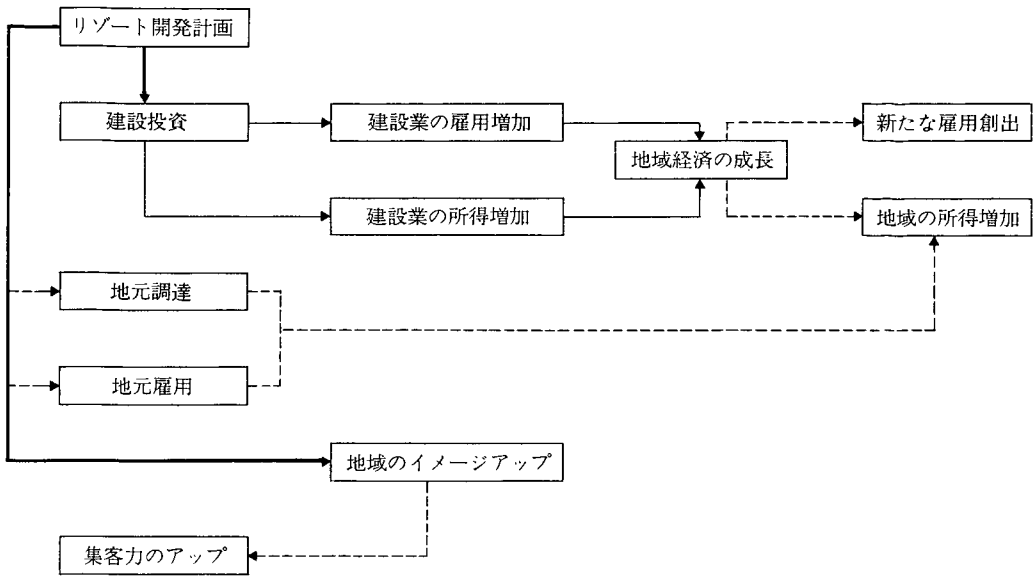 リゾート開発計画
建設投資
建設業の雇用増加
新たな雇用創出
地域経済の成長
建設業の所得増加
地域の所得増加
地元調達
地元雇用
地域のイメージアップ
集客力のアップ